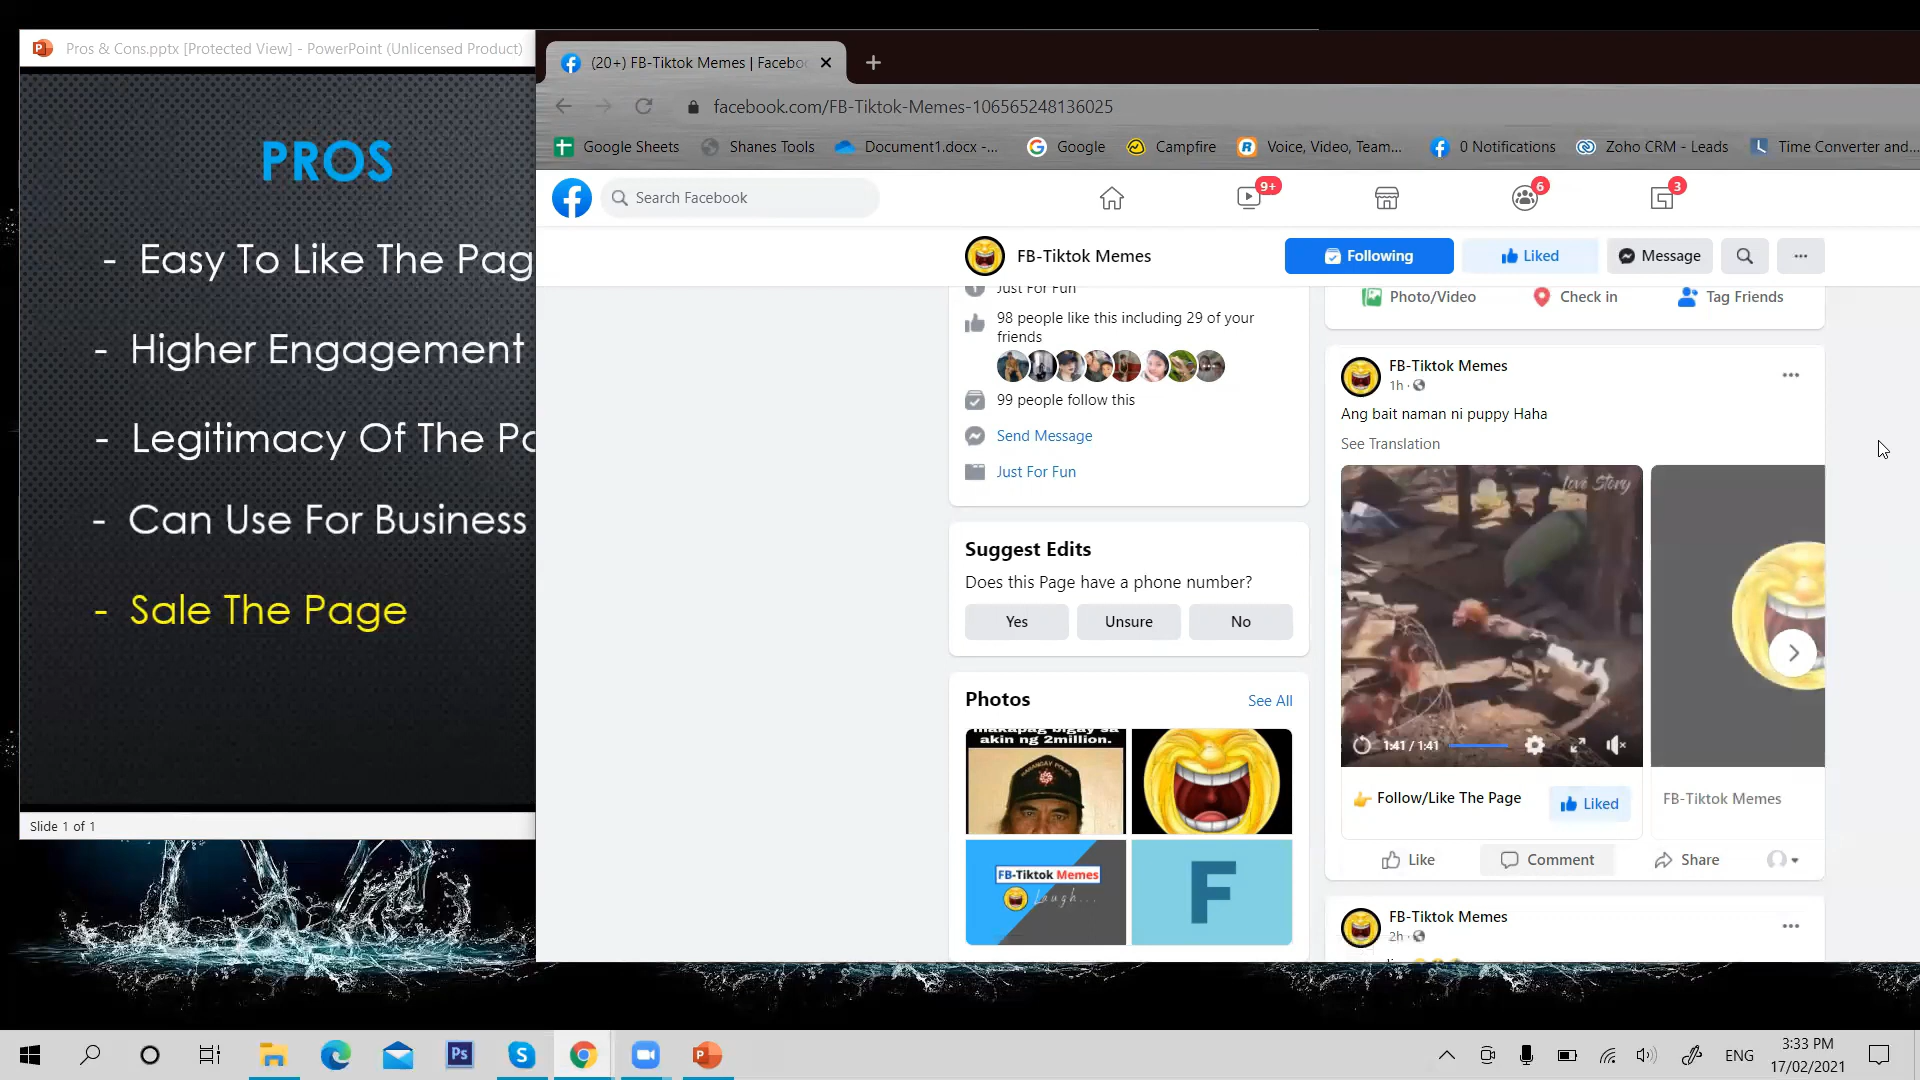 Pros & Cons.pptx [Protected View] - PowerPoint (Unlicensed Product)
PROS
- Easy To Like The Pag
- Higher Engagement
- Legitimacy Of The Pa
- Can Use For Business
- Sale The Page
Slide 1 of 1
(20+) FB-Tiktok Memes | Facebo
facebook.com/FB-Tiktok-Memes-106565248136025
Google Sheets
Shanes Tools
Document1.docx -...
Google
Campfire
Voice, Video, Team...
0 Notifications
Zoho CRM - Leads
Time Converter and...
Search Facebook
9+
6
3
FB-Tiktok Memes
Following
Liked
Message
Just For Fun
98 people like this including 29 of your
friends
99 people follow this
Send Message
Just For Fun
Suggest Edits
Does this Page have a phone number?
Yes
Unsure
No
Photos
See All
makapag bigay sa
akin ng 2million.
BARANGAY POLICE
FB-Tiktok Memes
Laugh...
F
Photo/Video
Check in
Tag Friends
FB-Tiktok Memes
1h ·
Ang bait naman ni puppy Haha
See Translation
Love Story
1:41 / 1:41
👉 Follow/Like The Page
Liked
FB-Tiktok Memes
Like
Comment
Share
FB-Tiktok Memes
2h ·
Ps
ENG
3:33 PM
17/02/2021